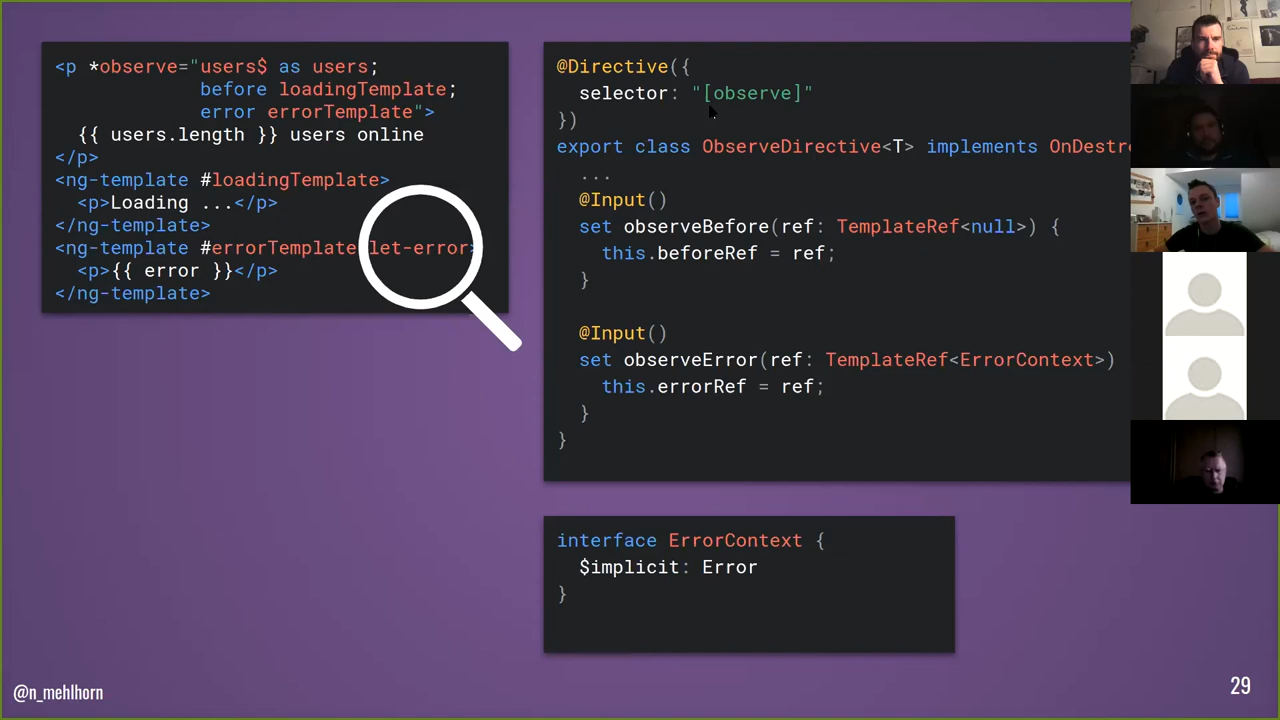 <p *observe="users$ as users;
before loadingTemplate;
error errorTemplate">
{{ users.length }} users online
</p>
<ng-template #loadingTemplate>
<p>Loading ...</p>
</ng-template>
<ng-template #errorTemplate let-error>
<p>{{ error }}</p>
</ng-template>
@Directive({
selector: "[observe]"
})
export class ObserveDirective<T> implements OnDestro
...
@Input()
set observeBefore(ref: TemplateRef<null>) {
this.beforeRef = ref;
}
@Input()
set observeError(ref: TemplateRef<ErrorContext>)
this.errorRef = ref;
}
}
interface ErrorContext {
$implicit: Error
}
@n_mehlhorn
29